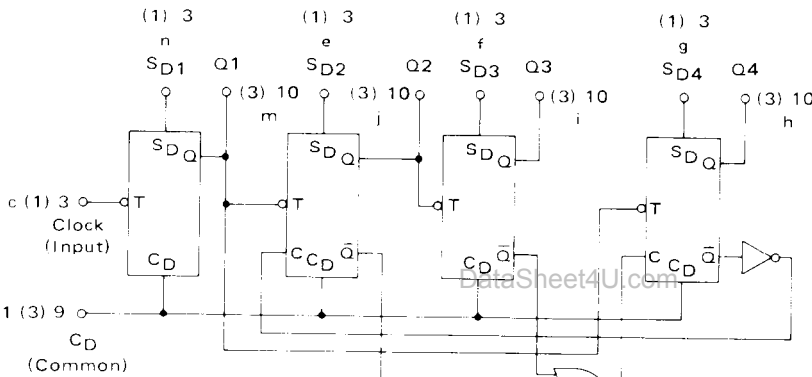 (1) 3 (1) 3 (1) 3 (1) 3
n e f g
SD1 Q1 SD2 Q2 SD3 Q3 SD4 Q4
(3) 10 (3) 10 (3) 10 (3) 10
m j i h
SD Q SD Q SD Q SD Q
c (1) 3 T T T T
Clock
(Input)
CD C CD Q̅ CD Q̅ C CD Q̅
DataSheet4U.com
1 (3) 9
CD
(Common)